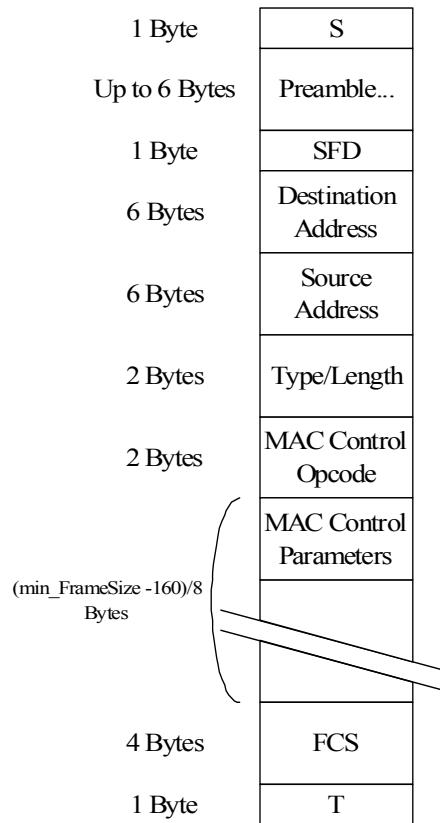 1 Byte S
Up to 6 Bytes Preamble...
1 Byte SFD
6 Bytes Destination
Address
6 Bytes Source
Address
2 Bytes Type/Length
2 Bytes MAC Control
Opcode
MAC Control
Parameters
(min_FrameSize -160)/8
Bytes
4 Bytes FCS
1 Byte T